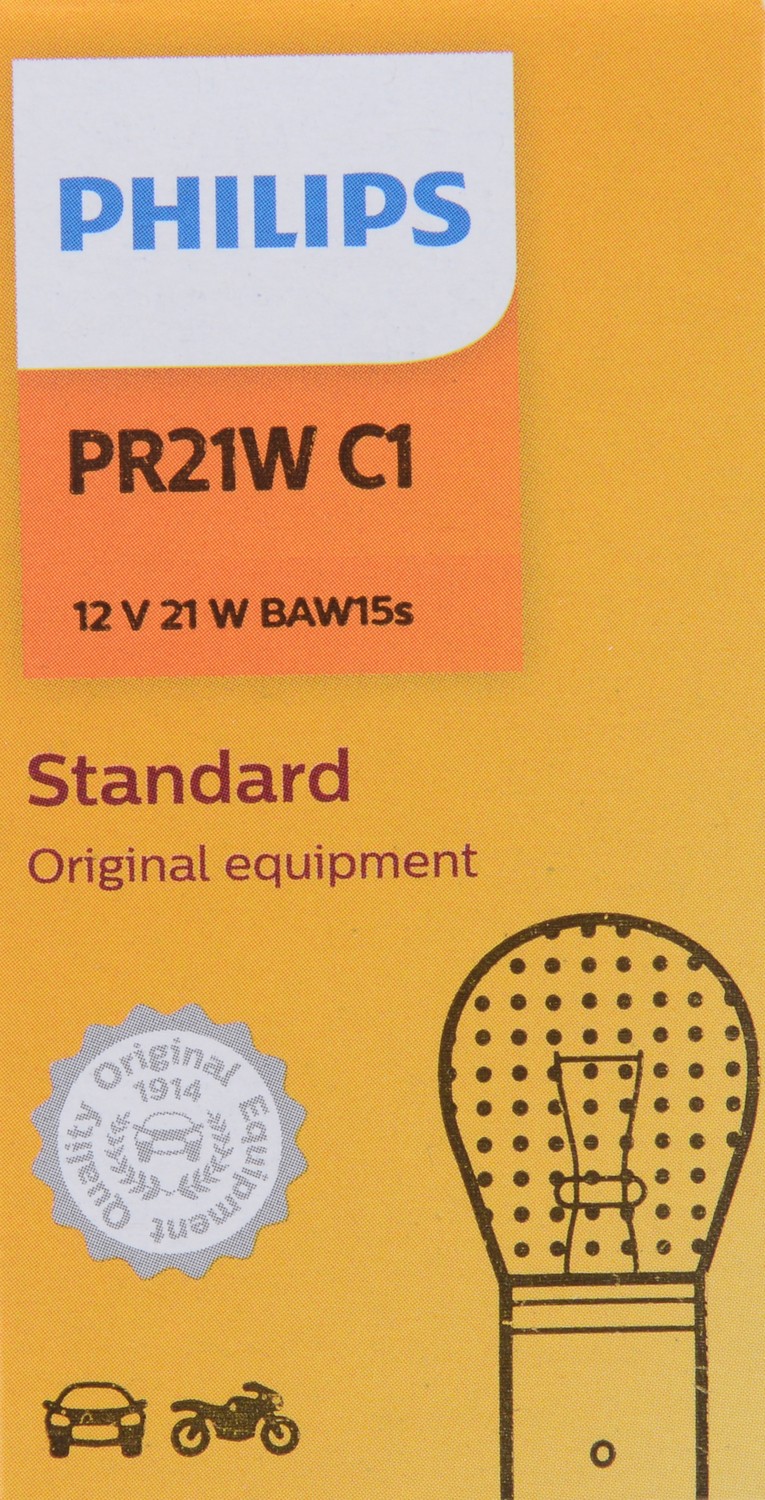 PHILIPS
PR21W C1
12 V 21 W BAW15s
Standard
Original equipment
Quality Original Equipment
1914